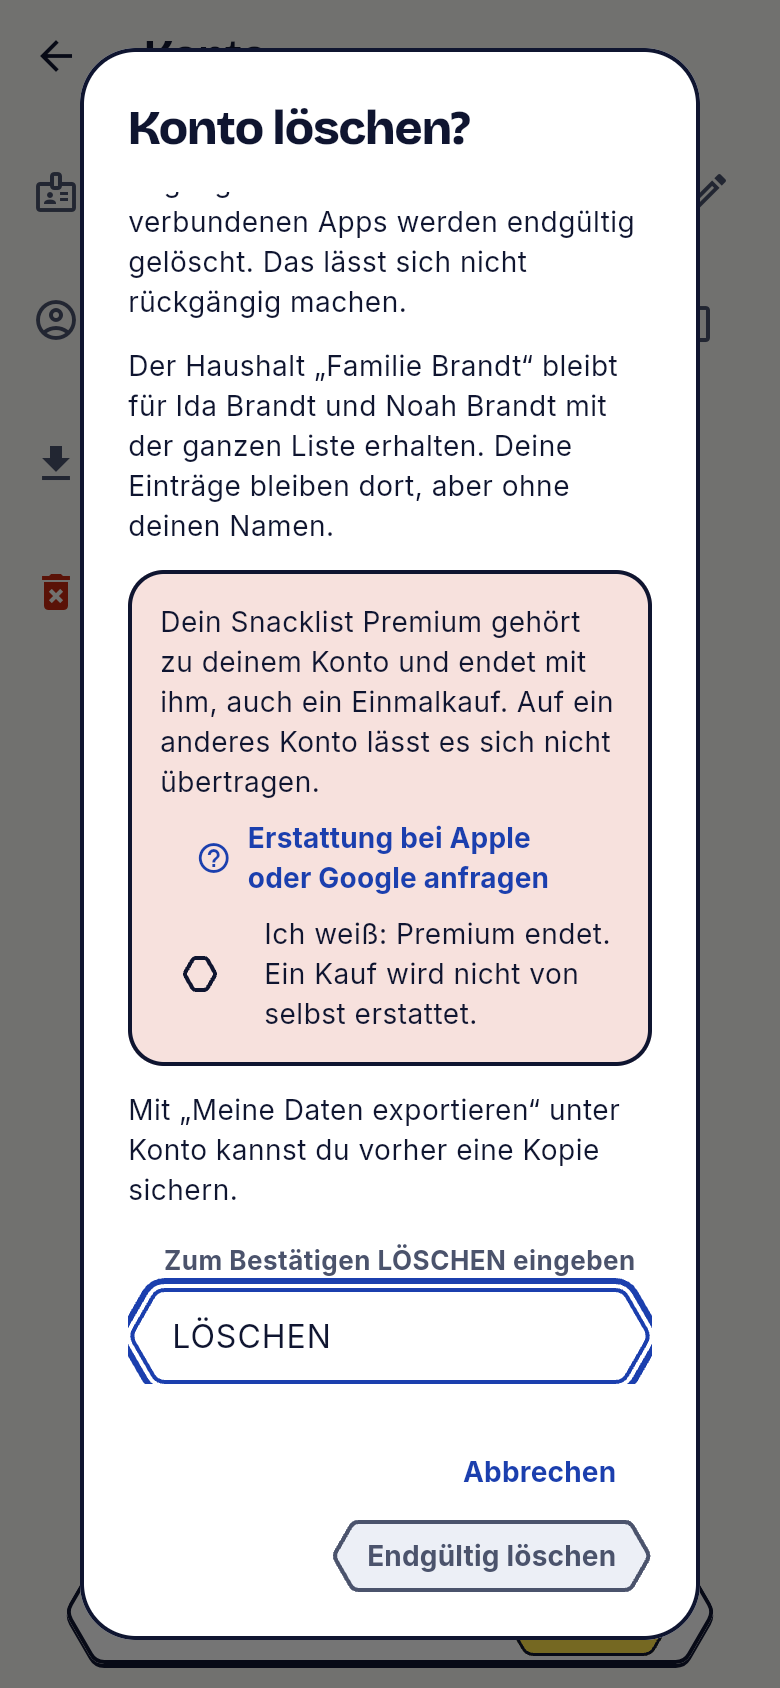 Konto löschen?
verbundenen Apps werden endgültig
gelöscht. Das lässt sich nicht
rückgängig machen.
Der Haushalt „Familie Brandt“ bleibt
für Ida Brandt und Noah Brandt mit
der ganzen Liste erhalten. Deine
Einträge bleiben dort, aber ohne
deinen Namen.
Dein Snacklist Premium gehört
zu deinem Konto und endet mit
ihm, auch ein Einmalkauf. Auf ein
anderes Konto lässt es sich nicht
übertragen.
Erstattung bei Apple
oder Google anfragen
Ich weiß: Premium endet.
Ein Kauf wird nicht von
selbst erstattet.
Mit „Meine Daten exportieren“ unter
Konto kannst du vorher eine Kopie
sichern.
Zum Bestätigen LÖSCHEN eingeben
LÖSCHEN
Abbrechen
Endgültig löschen